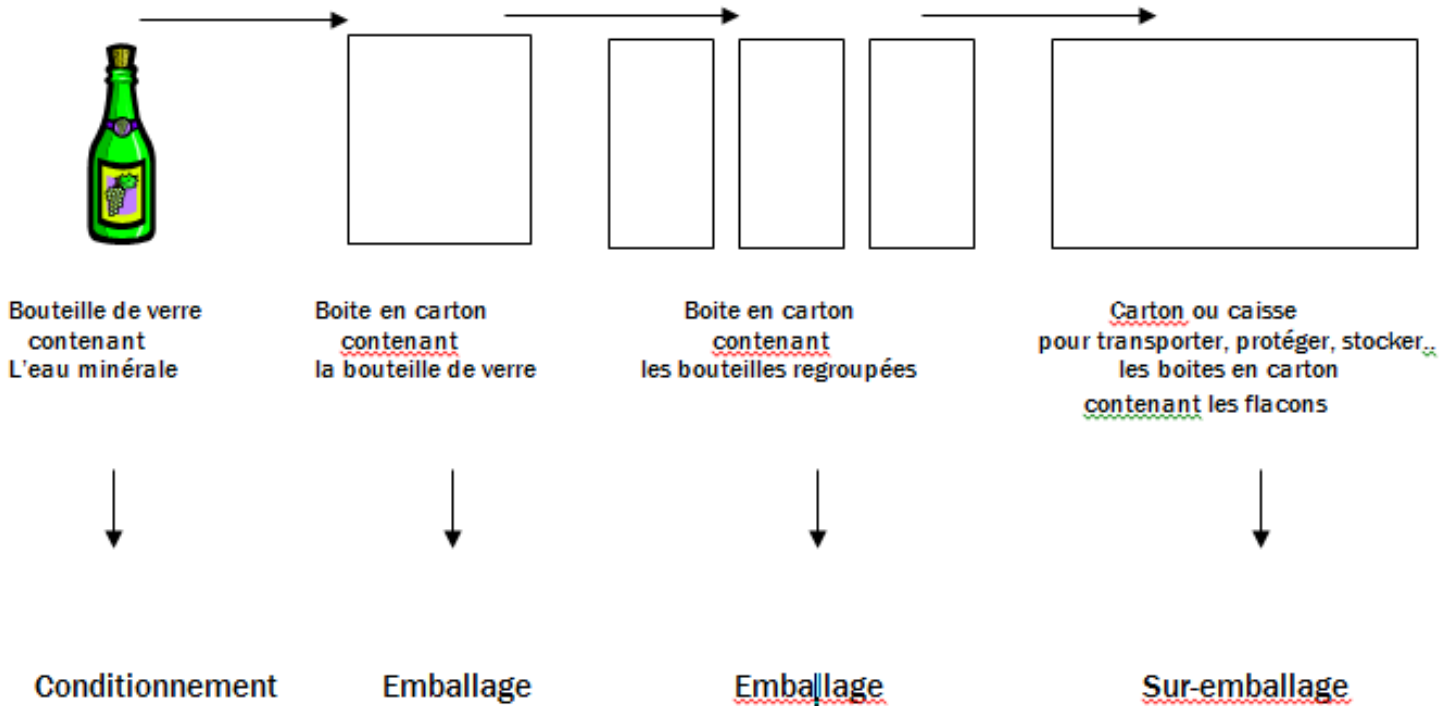 Bouteille de verre
contenant
L'eau minérale
Boite en carton
contenant
la bouteille de verre
Boite en carton
contenant
les bouteilles regroupées
Carton ou caisse
pour transporter, protéger, stocker..
les boites en carton
contenant les flacons
Conditionnement
Emballage
Emballage
Sur-emballage